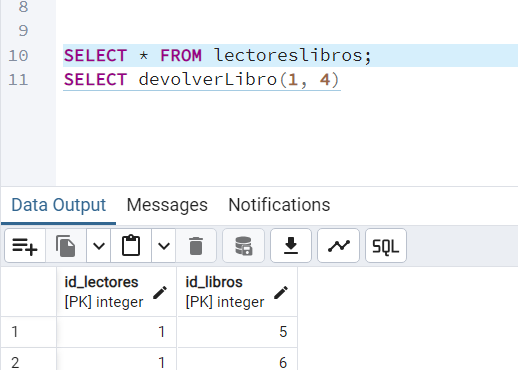 8
9
10 SELECT * FROM lectoreslibros;
11 SELECT devolverLibro(1, 4)
Data Output Messages Notifications
SQL
id_lectores id_libros
[PK] integer [PK] integer
1 1 5
2 1 6